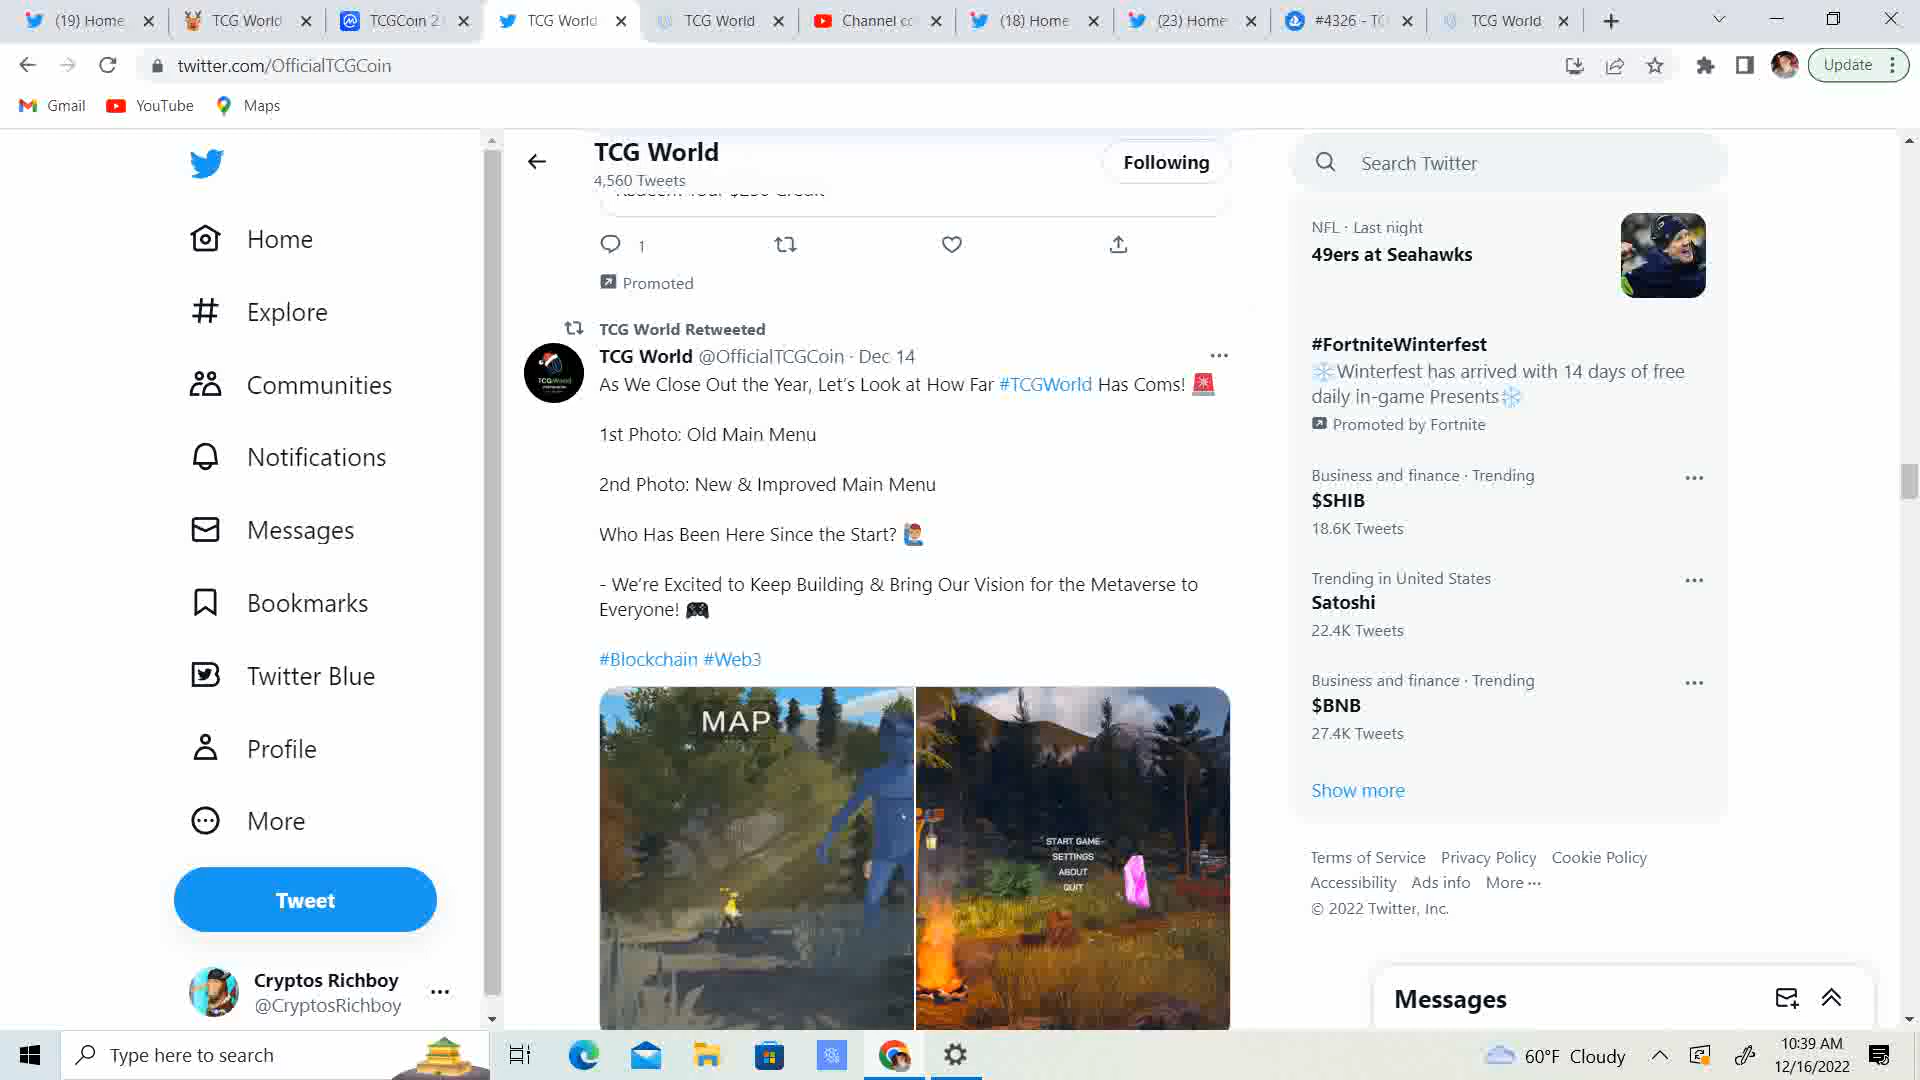 (19) Home
TCG World
TCGCoin 2
TCG World
TCG World
Channel co
(18) Home
(23) Home
#4326 - TC
TCG World
twitter.com/OfficialTCGCoin
Update
Gmail
YouTube
Maps
Home
Explore
Communities
Notifications
Messages
Bookmarks
Twitter Blue
Profile
More
Tweet
Cryptos Richboy
@CryptosRichboy
TCG World
4,560 Tweets
Following
1
Promoted
TCG World Retweeted
TCG World @OfficialTCGCoin · Dec 14
As We Close Out the Year, Let's Look at How Far #TCGWorld Has Coms! 🚨
1st Photo: Old Main Menu
2nd Photo: New & Improved Main Menu
Who Has Been Here Since the Start? 🙋🏽‍♂️
- We're Excited to Keep Building & Bring Our Vision for the Metaverse to
Everyone! 🎮
#Blockchain #Web3
MAP
START GAME
SETTINGS
ABOUT
QUIT
Search Twitter
NFL · Last night
49ers at Seahawks
#FortniteWinterfest
❄️Winterfest has arrived with 14 days of free
daily in-game Presents❄️
Promoted by Fortnite
Business and finance · Trending
$SHIB
18.6K Tweets
Trending in United States
Satoshi
22.4K Tweets
Business and finance · Trending
$BNB
27.4K Tweets
Show more
Terms of Service Privacy Policy Cookie Policy
Accessibility Ads info More ···
© 2022 Twitter, Inc.
Messages
Type here to search
60°F Cloudy
10:39 AM
12/16/2022